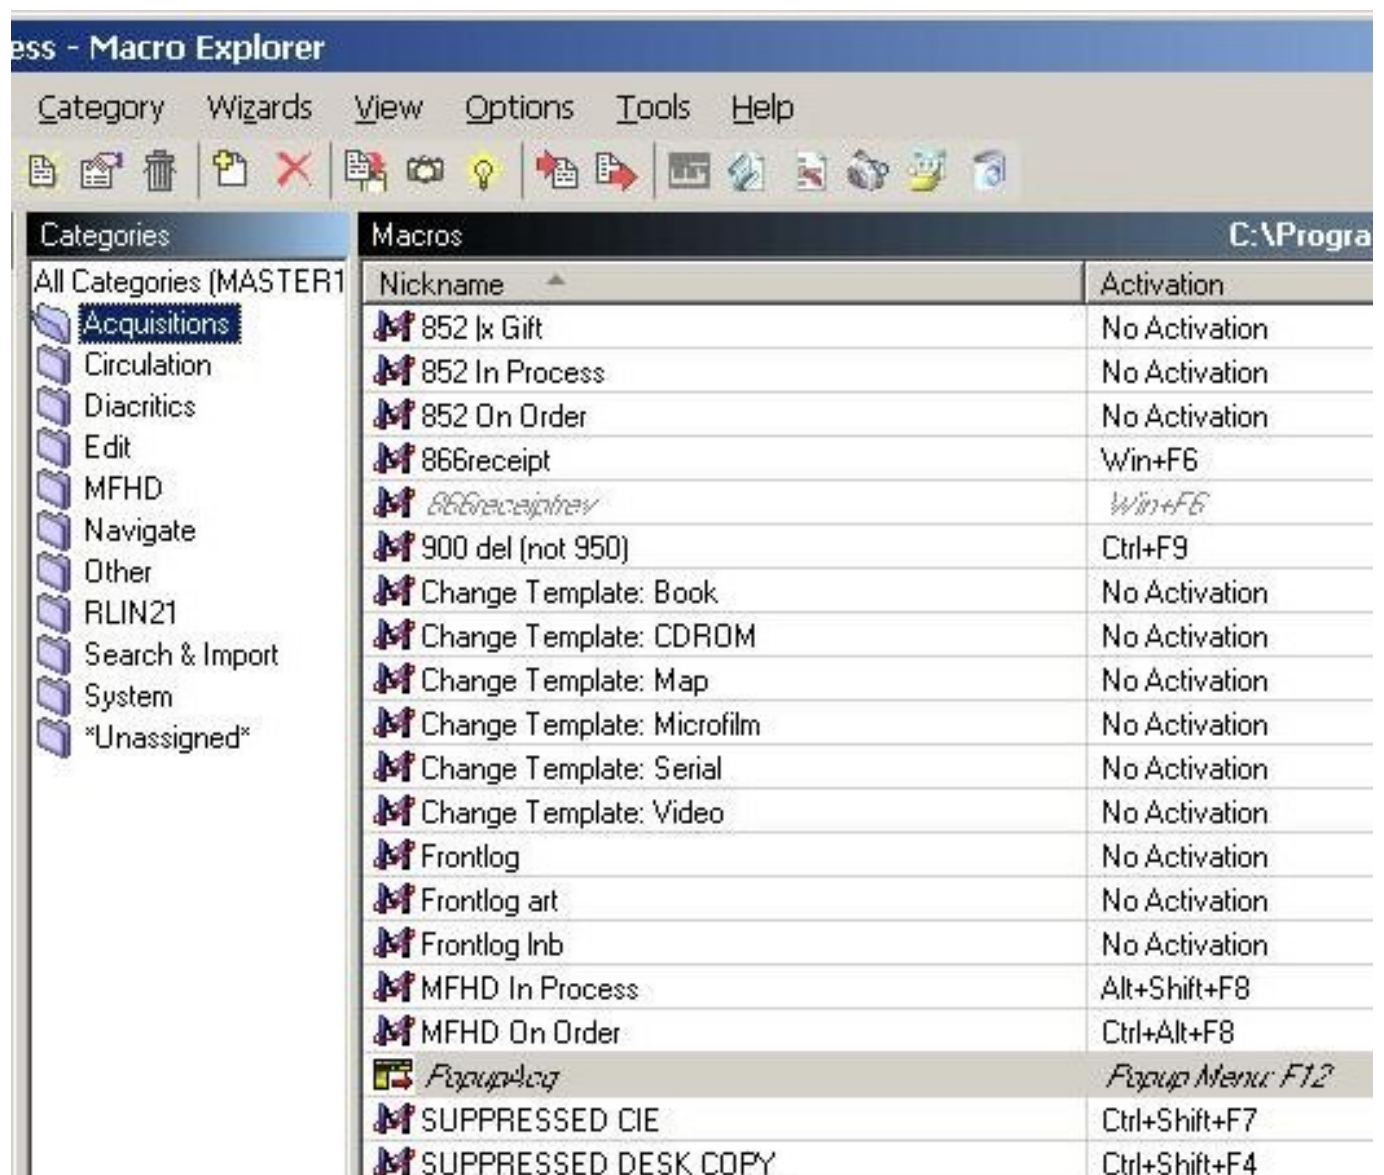 ess - Macro Explorer
Category Wizards View Options Tools Help
Categories
All Categories (MASTER1
Acquisitions
Circulation
Diacritics
Edit
MFHD
Navigate
Other
RLIN21
Search & Import
System
*Unassigned*
Macros C:\Progra
Nickname Activation
852 |x Gift No Activation
852 In Process No Activation
852 On Order No Activation
866receipt Win+F6
866receiptrev Win+F6
900 del (not 950) Ctrl+F9
Change Template: Book No Activation
Change Template: CDROM No Activation
Change Template: Map No Activation
Change Template: Microfilm No Activation
Change Template: Serial No Activation
Change Template: Video No Activation
Frontlog No Activation
Frontlog art No Activation
Frontlog lnb No Activation
MFHD In Process Alt+Shift+F8
MFHD On Order Ctrl+Alt+F8
PopupAcq Popup Menu: F12
SUPPRESSED CIE Ctrl+Shift+F7
SUPPRESSED DESK COPY Ctrl+Shift+F4